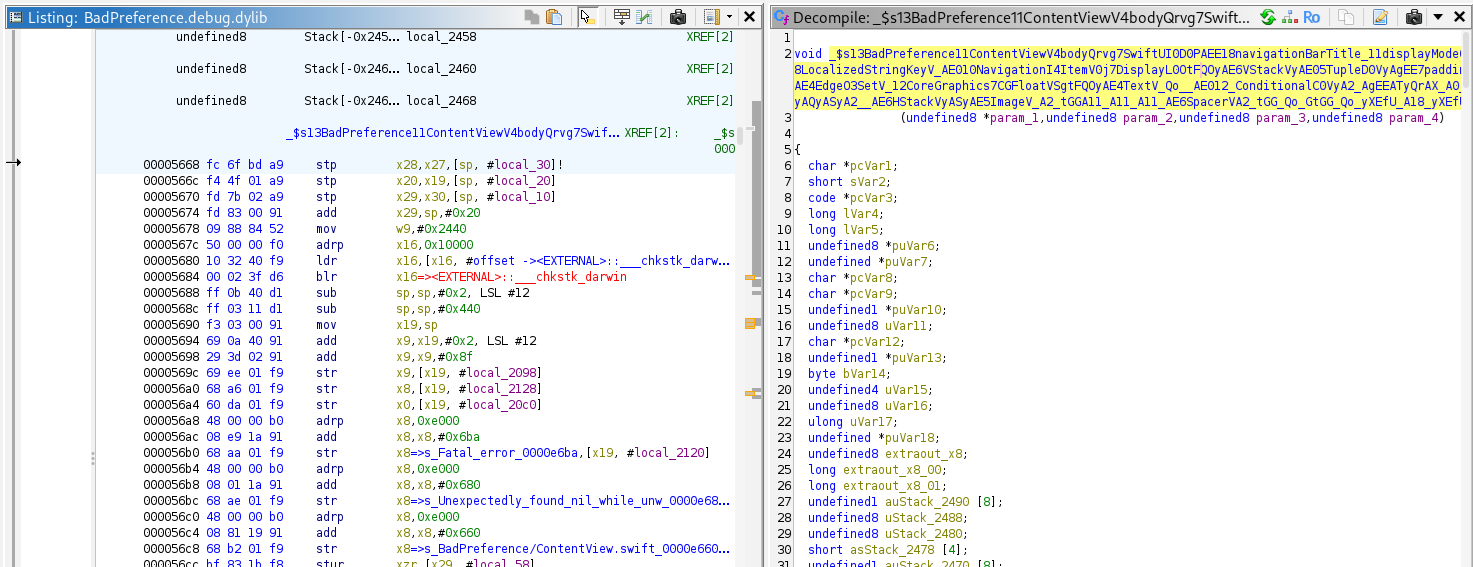 Listing: BadPreference.debug.dylib
undefined8 Stack[-0x245... local_2458 XREF[2]
undefined8 Stack[-0x246... local_2460 XREF[2]
undefined8 Stack[-0x246... local_2468 XREF[2]
_$s13BadPreference11ContentViewV4bodyQrvg7Swif... XREF[2]: _$s
000
00005668 fc 6f bd a9 stp x28,x27,[sp, #local_30]!
0000566c f4 4f 01 a9 stp x20,x19,[sp, #local_20]
00005670 fd 7b 02 a9 stp x29,x30,[sp, #local_10]
00005674 fd 83 00 91 add x29,sp,#0x20
00005678 09 88 84 52 mov w9,#0x2440
0000567c 50 00 00 f0 adrp x16,0x10000
00005680 10 32 40 f9 ldr x16,[x16, #offset -><EXTERNAL>::___chkstk_darw...
00005684 00 02 3f d6 blr x16=><EXTERNAL>::___chkstk_darwin
00005688 ff 0b 40 d1 sub sp,sp,#0x2, LSL #12
0000568c ff 03 11 d1 sub sp,sp,#0x440
00005690 f3 03 00 91 mov x19,sp
00005694 69 0a 40 91 add x9,x19,#0x2, LSL #12
00005698 29 3d 02 91 add x9,x9,#0x8f
0000569c 69 ee 01 f9 str x9,[x19, #local_2098]
000056a0 68 a6 01 f9 str x8,[x19, #local_2128]
000056a4 60 da 01 f9 str x0,[x19, #local_20c0]
000056a8 48 00 00 b0 adrp x8,0xe000
000056ac 08 e9 1a 91 add x8,x8,#0x6ba
000056b0 68 aa 01 f9 str x8=>s_Fatal_error_0000e6ba,[x19, #local_2120]
000056b4 48 00 00 b0 adrp x8,0xe000
000056b8 08 01 1a 91 add x8,x8,#0x680
000056bc 68 ae 01 f9 str x8=>s_Unexpectedly_found_nil_while_unw_0000e68...
000056c0 48 00 00 b0 adrp x8,0xe000
000056c4 08 81 19 91 add x8,x8,#0x660
000056c8 68 b2 01 f9 str x8=>s_BadPreference/ContentView.swift_0000e660...
000056cc bf 83 1b f8 stur xzr,[x29, #local_58]
Decompile: _$s13BadPreference11ContentViewV4bodyQrvg7Swift...
Ro
1
2 void _$s13BadPreference11ContentViewV4bodyQrvg7SwiftUI0D0PAEE18navigationBarTitle_11displayMode
8LocalizedStringKeyV_AE010NavigationI4ItemV0j7DisplayL0OtFQOyAE6VStackVyAE05TupleD0VyAgEE7paddin
AE4EdgeO3SetV_12CoreGraphics7CGFloatVSgtFQOyAE4TextV_Qo__AE012_ConditionalC0VyA2_AgEEATyQrAX_AO_
yAQyASyA2__AE6HStackVyASyAE5ImageV_A2_tGGA11_A11_A11_AE6SpacerVA2_tGG_Qo_GtGG_Qo_yXEfU_A18_yXEf
3 (undefined8 *param_1,undefined8 param_2,undefined8 param_3,undefined8 param_4)
4
5 {
6 char *pcVar1;
7 short sVar2;
8 code *pcVar3;
9 long lVar4;
10 long lVar5;
11 undefined8 *puVar6;
12 undefined *puVar7;
13 char *pcVar8;
14 char *pcVar9;
15 undefined1 *puVar10;
16 undefined8 uVar11;
17 char *pcVar12;
18 undefined1 *puVar13;
19 byte bVar14;
20 undefined4 uVar15;
21 undefined8 uVar16;
22 ulong uVar17;
23 undefined *puVar18;
24 undefined8 extraout_x8;
25 long extraout_x8_00;
26 long extraout_x8_01;
27 undefined1 auStack_2490 [8];
28 undefined8 uStack_2488;
29 undefined8 uStack_2480;
30 short asStack_2478 [4];
31 undefined1 auStack_2470 [8];